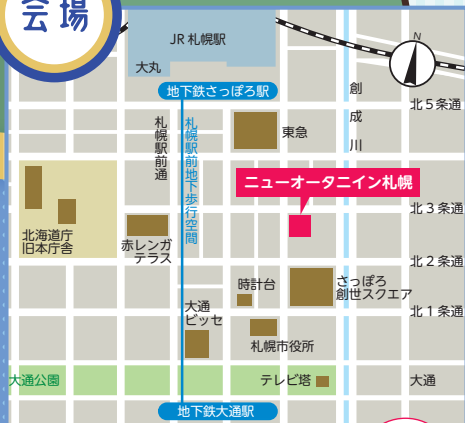 会場
JR 札幌駅
N
大丸
地下鉄さっぽろ駅
創成川
北5条通
札幌駅前通
札幌駅前地下歩行空間
東急
ニューオータニイン札幌
北3条通
北海道庁
旧本庁舎
赤レンガ
テラス
北2条通
時計台
さっぽろ
創世スクエア
大通
ビッセ
北1条通
札幌市役所
大通公園
テレビ塔
大通
地下鉄大通駅